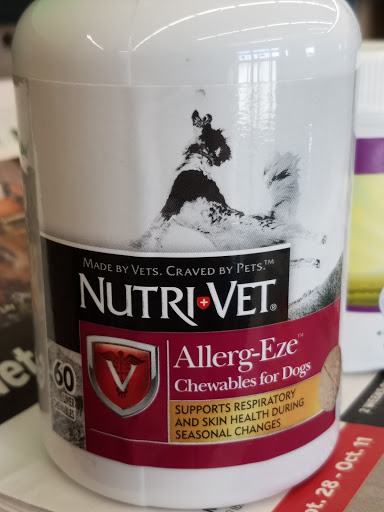 MADE BY VETS. CRAVED BY PETS.™
NUTRI+VET®
Allerg-Eze™
Chewables for Dogs
60
SUPPORTS RESPIRATORY
AND SKIN HEALTH DURING
SEASONAL CHANGES
V
. 28 - Oct. 11